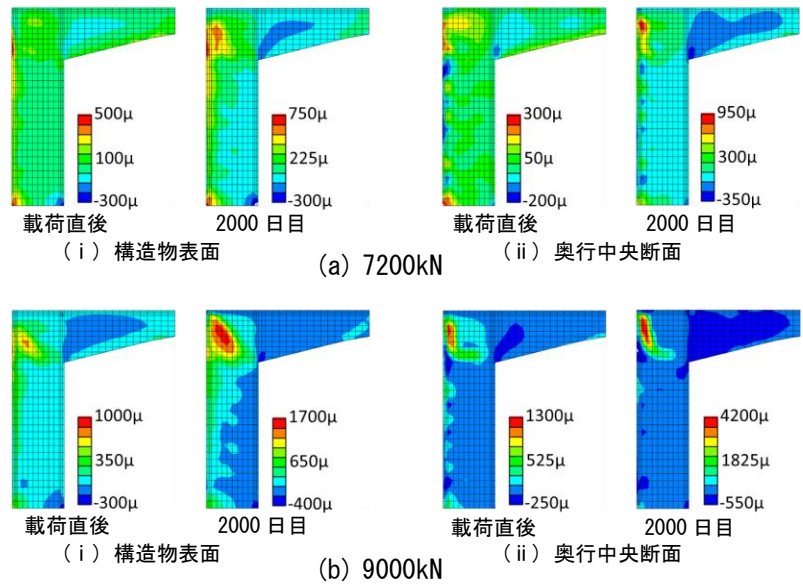 500μ
100μ
-300μ
載荷直後
750μ
225μ
-300μ
2000 日目
(ⅰ) 構造物表面
300μ
50μ
-200μ
載荷直後
950μ
300μ
-350μ
2000 日目
(ⅱ) 奥行中央断面
(a) 7200kN
1000μ
350μ
-300μ
載荷直後
1700μ
650μ
-400μ
2000 日目
(ⅰ) 構造物表面
1300μ
525μ
-250μ
載荷直後
4200μ
1825μ
-550μ
2000 日目
(ⅱ) 奥行中央断面
(b) 9000kN